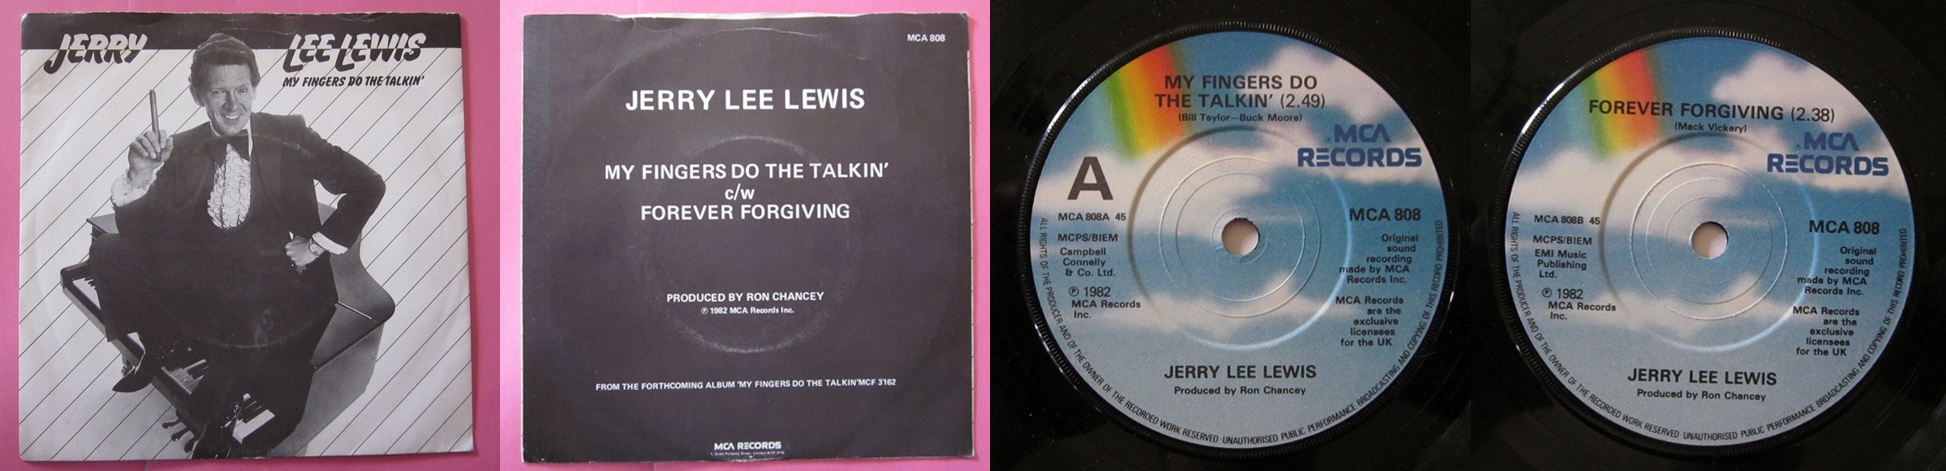 JERRY LEE LEWIS
MY FINGERS DO THE TALKIN'
MCA 808
JERRY LEE LEWIS
MY FINGERS DO THE TALKIN'
c/w
FOREVER FORGIVING
PRODUCED BY RON CHANCEY
℗ 1982 MCA Records Inc.
FROM THE FORTHCOMING ALBUM 'MY FINGERS DO THE TALKIN' MCF 3162
MCA RECORDS
MY FINGERS DO
THE TALKIN' (2.49)
(Bill Taylor—Buck Moore)
MCA
RECORDS
A
MCA 808A 45
MCA 808
MCPS/BIEM
Campbell
Connelly
& Co. Ltd.
℗ 1982
MCA Records
Inc.
Original
sound
recording
made by MCA
Records Inc.
MCA Records
are the
exclusive
licensees
for the UK
JERRY LEE LEWIS
Produced by Ron Chancey
ALL RIGHTS OF THE PRODUCER AND OF THE OWNER OF THE RECORDED WORK RESERVED UNAUTHORISED PUBLIC PERFORMANCE BROADCASTING AND COPYING OF THIS RECORD PROHIBITED
FOREVER FORGIVING (2.38)
(Mack Vickery)
MCA
RECORDS
MCA 808B 45
MCA 808
MCPS/BIEM
EMI Music
Publishing
Ltd.
℗ 1982
MCA Records
Inc.
Original
sound
recording
made by MCA
Records Inc.
MCA Records
are the
exclusive
licensees
for the UK
JERRY LEE LEWIS
Produced by Ron Chancey
ALL RIGHTS OF THE PRODUCER AND OF THE OWNER OF THE RECORDED WORK RESERVED UNAUTHORISED PUBLIC PERFORMANCE BROADCASTING AND COPYING OF THIS RECORD PROHIBITED